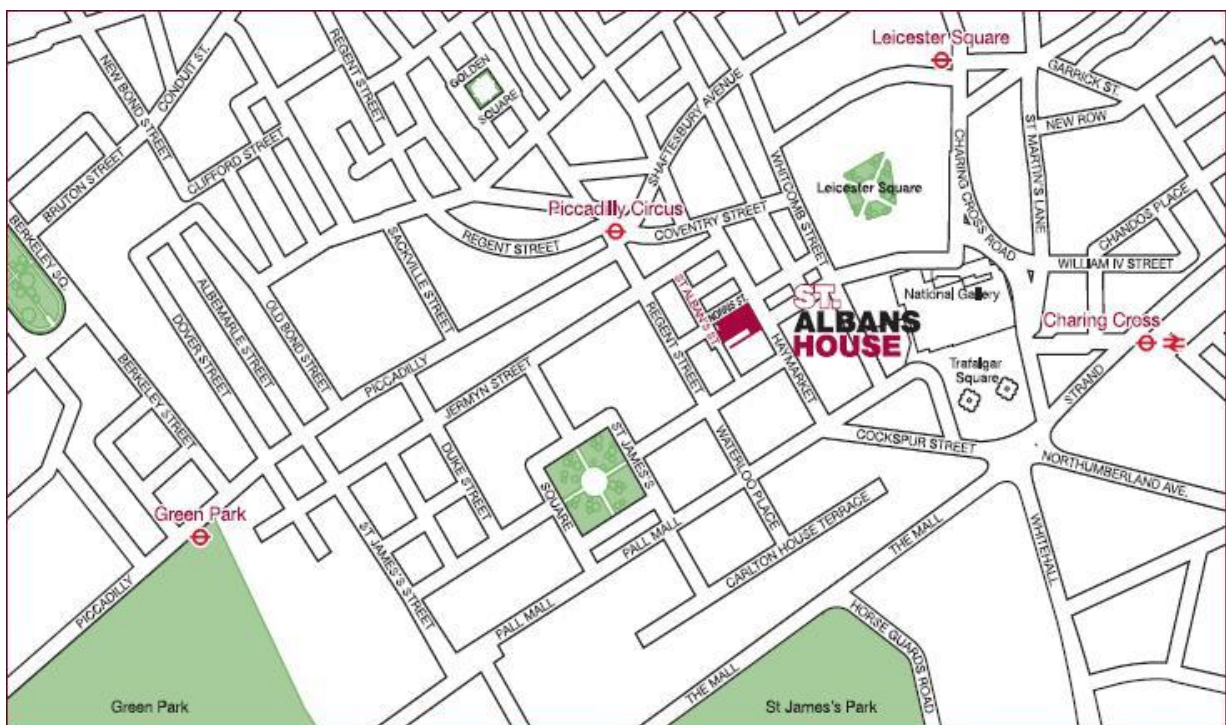 Leicester Square
GARRICK ST.
NEW ROW
ST MARTIN'S LANE
CHARING CROSS ROAD
CHANDOS PLACE
WILLIAM IV STREET
NEW BOND STREET
CONDUIT ST.
REGENT STREET
GOLDEN
SQUARE
SHAFTESBURY AVENUE
WHITCOMB STREET
Leicester Square
BRUTON STREET
CLIFFORD STREET
BERKELEY SQ.
Piccadilly Circus
REGENT STREET
COVENTRY STREET
SACKVILLE STREET
ALBEMARLE STREET
OLD BOND STREET
DOVER STREET
BERKELEY STREET
PICCADILLY
JERMYN STREET
REGENT STREET
ST ALBAN'S ST
NORRIS ST.
ST.
ALBANS
HOUSE
HAYMARKET
National Gallery
Charing Cross
Trafalgar
Square
STRAND
COCKSPUR STREET
NORTHUMBERLAND AVE.
WHITEHALL
DUKE STREET
ST JAMES'S
SQUARE
WATERLOO PLACE
PALL MALL
CARLTON HOUSE TERRACE
THE MALL
Green Park
PICCADILLY
ST JAMES'S STREET
PALL MALL
THE MALL
HORSE GUARDS ROAD
Green Park
St James's Park